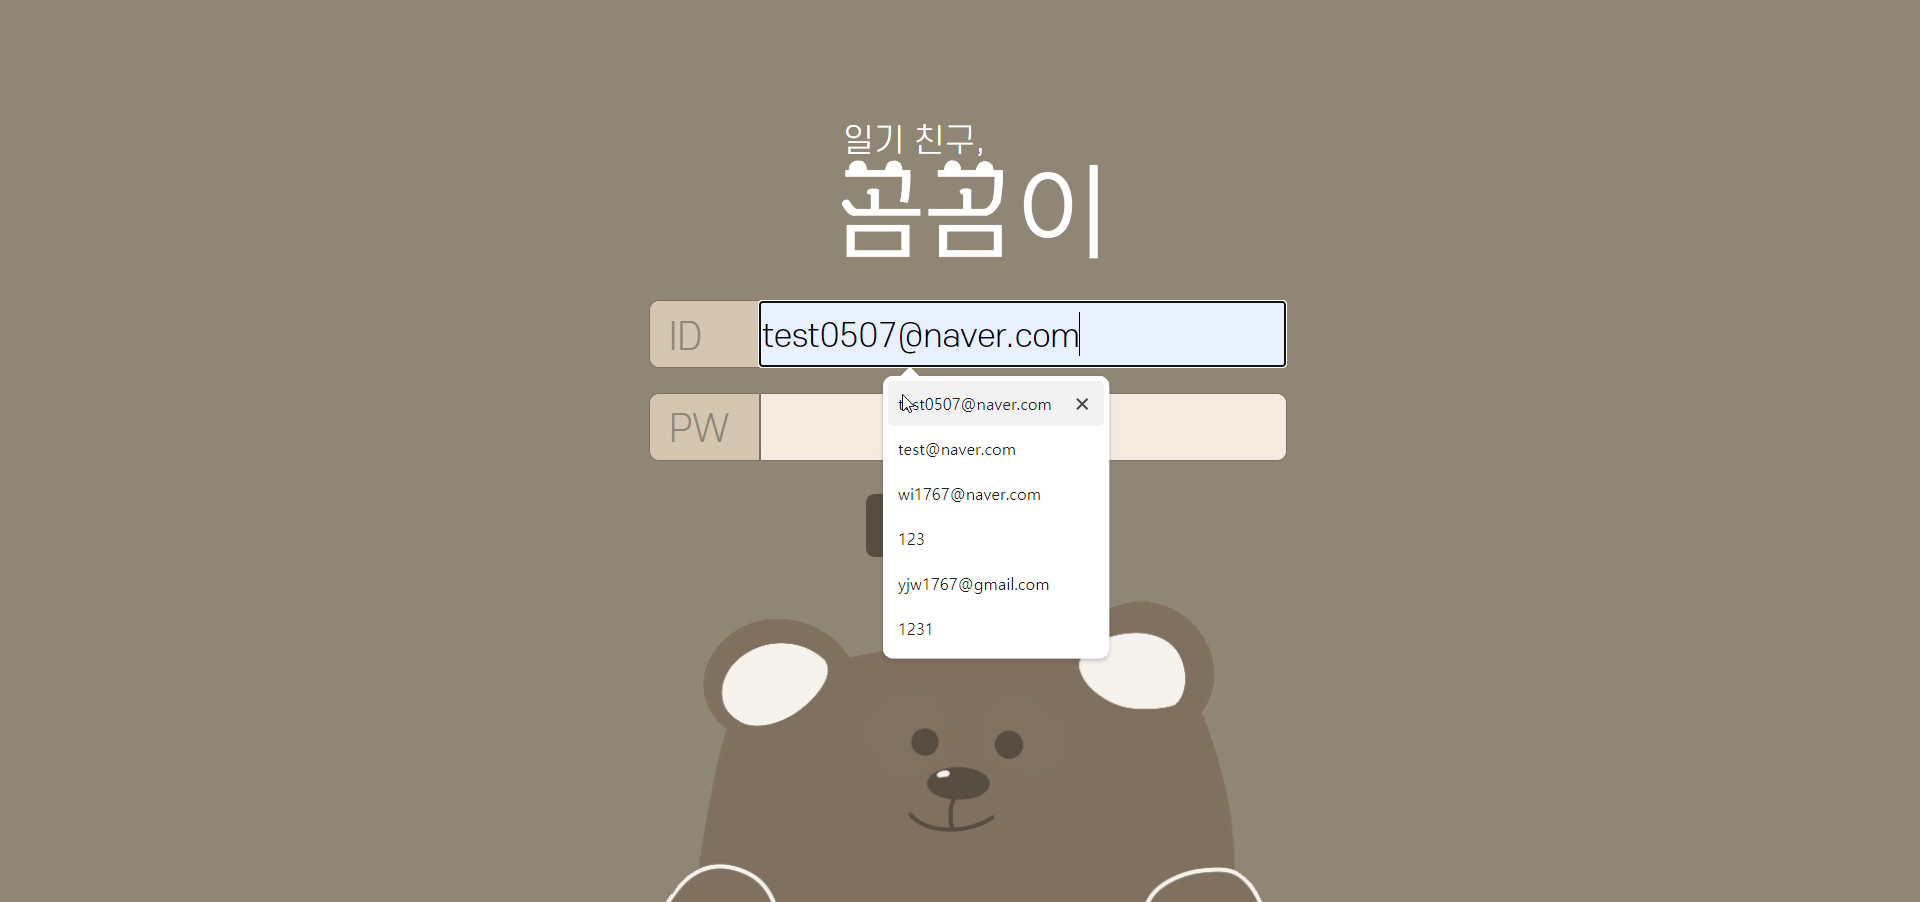 일기 친구,
곰곰이
ID
test0507@naver.com
test0507@naver.com
PW
test@naver.com
wi1767@naver.com
123
yjw1767@gmail.com
1231